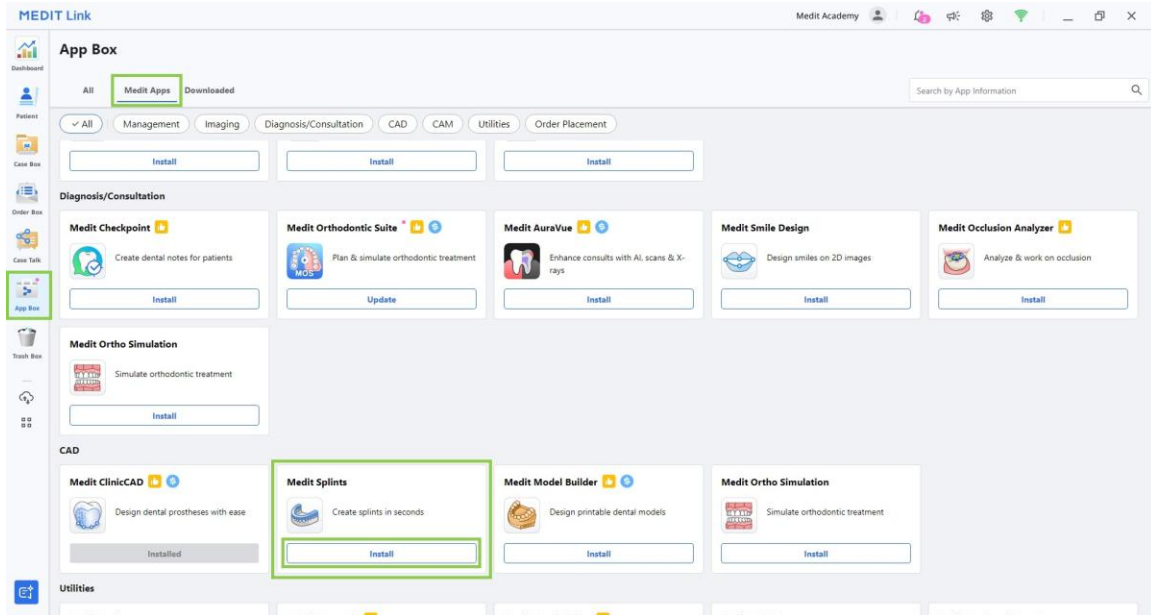 MEDIT Link
Medit Academy
Dashboard
Patient
Case Box
Order Box
Case Talk
App Box
Trash Box
App Box
All
Medit Apps
Downloaded
Search by App Information
All
Management
Imaging
Diagnosis/Consultation
CAD
CAM
Utilities
Order Placement
Install
Install
Install
Diagnosis/Consultation
Medit Checkpoint
Create dental notes for patients
Install
Medit Orthodontic Suite
MOS
Plan & simulate orthodontic treatment
Update
Medit AuraVue
Enhance consults with AI, scans & X-
rays
Install
Medit Smile Design
Design smiles on 2D images
Install
Medit Occlusion Analyzer
Analyze & work on occlusion
Install
Medit Ortho Simulation
Simulate orthodontic treatment
Install
CAD
Medit ClinicCAD
Design dental prostheses with ease
Installed
Medit Splints
Create splints in seconds
Install
Medit Model Builder
Design printable dental models
Install
Medit Ortho Simulation
Simulate orthodontic treatment
Install
Utilities